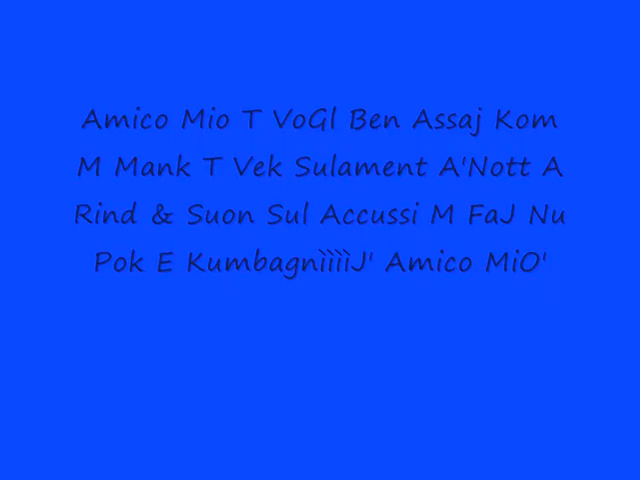 Amico Mio T VoGl Ben Assaj Kom
M Mank T Vek Sulament A'Nott A
Rind & Suon Sul Accussi M FaJ Nu
Pok E KumbagnììììJ' Amico MiO'